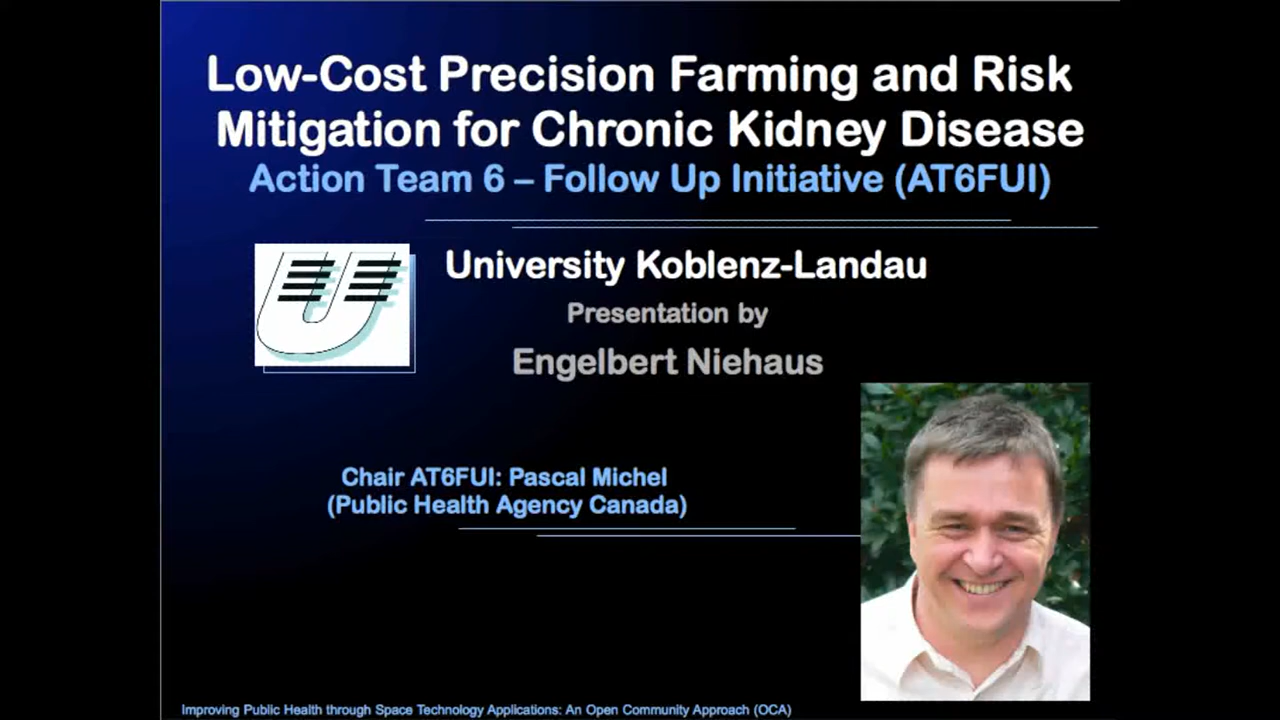 Low-Cost Precision Farming and Risk
Mitigation for Chronic Kidney Disease
Action Team 6 – Follow Up Initiative (AT6FUI)
University Koblenz-Landau
Presentation by
Engelbert Niehaus
Chair AT6FUI: Pascal Michel
(Public Health Agency Canada)
Improving Public Health through Space Technology Applications: An Open Community Approach (OCA)